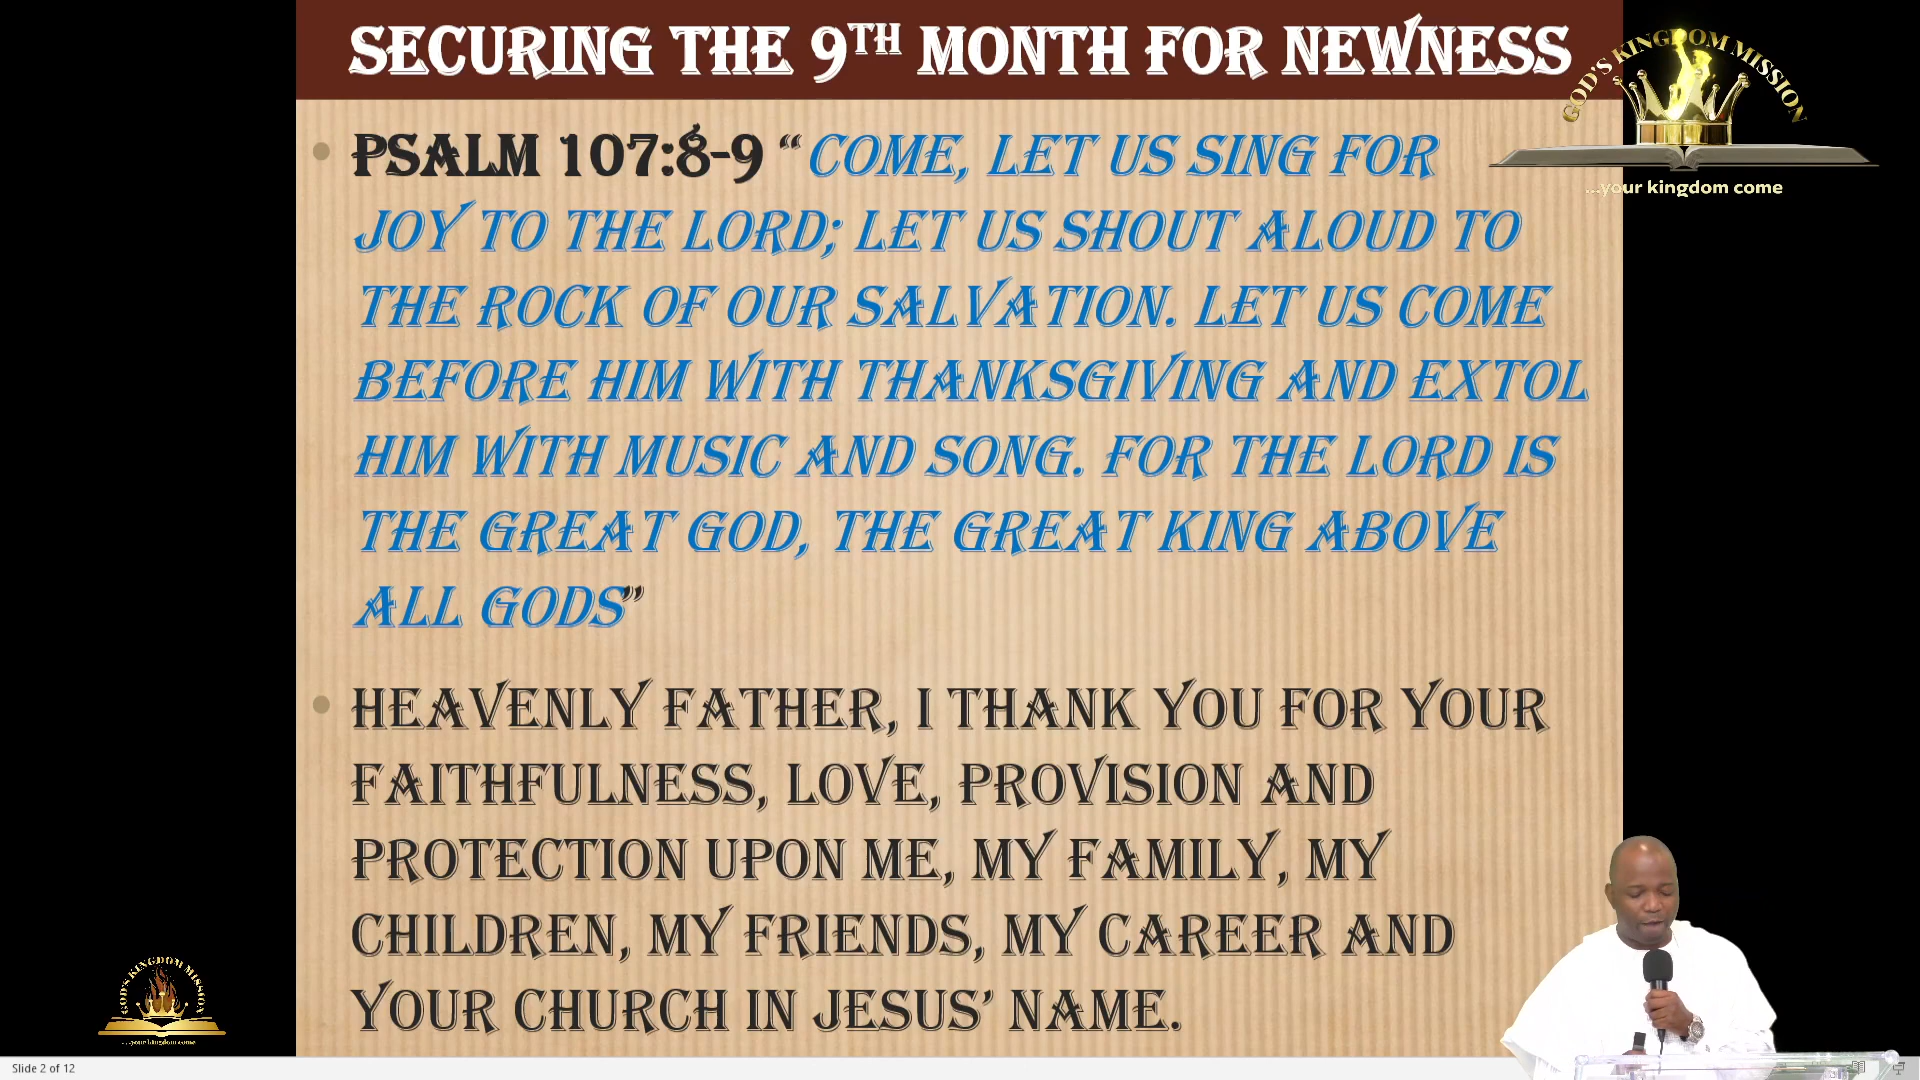 SECURING THE 9TH MONTH FOR NEWNESS
GOD'S KINGDOM MISSION
...your kingdom come
• PSALM 107:8-9 “COME, LET US SING FOR
JOY TO THE LORD; LET US SHOUT ALOUD TO
THE ROCK OF OUR SALVATION. LET US COME
BEFORE HIM WITH THANKSGIVING AND EXTOL
HIM WITH MUSIC AND SONG. FOR THE LORD IS
THE GREAT GOD, THE GREAT KING ABOVE
ALL GODS”
• HEAVENLY FATHER, I THANK YOU FOR YOUR
FAITHFULNESS, LOVE, PROVISION AND
PROTECTION UPON ME, MY FAMILY, MY
CHILDREN, MY FRIENDS, MY CAREER AND
YOUR CHURCH IN JESUS’ NAME.
GOD'S KINGDOM MISSION
...your kingdom come
Slide 2 of 12